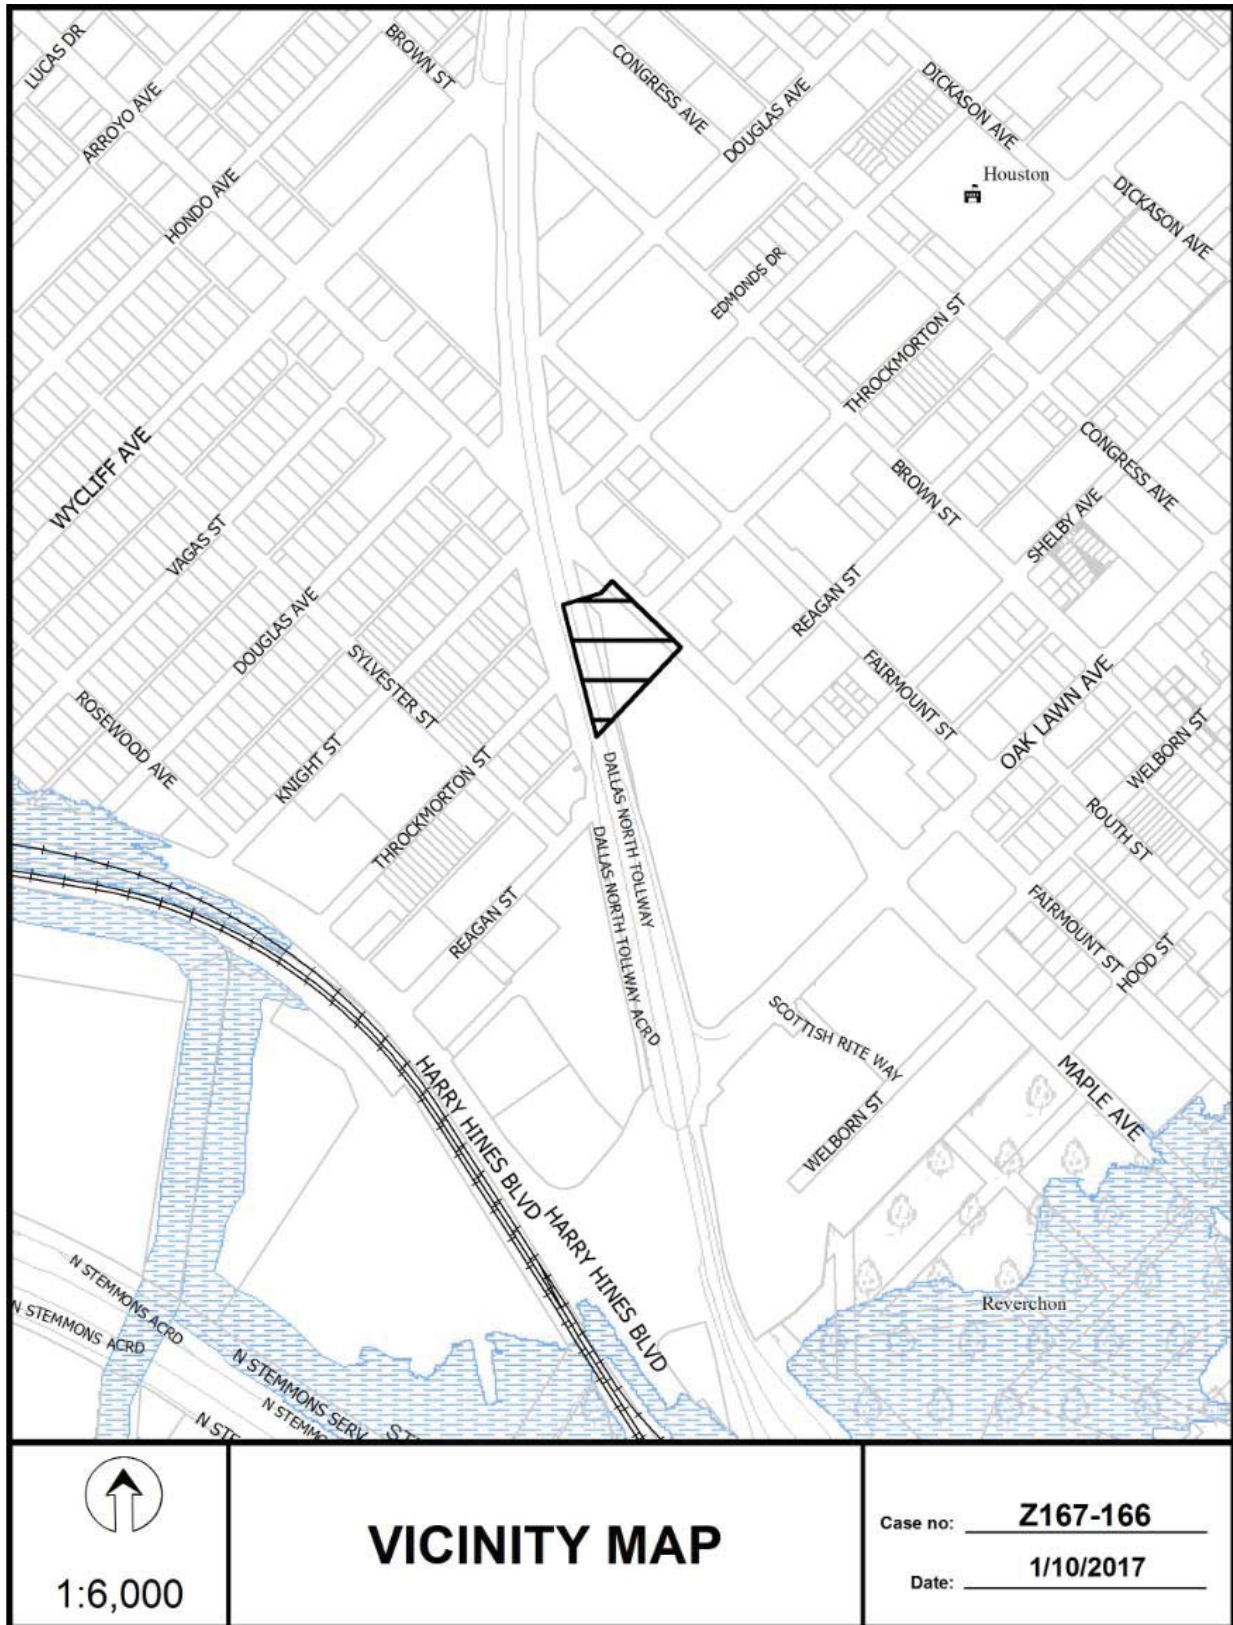 LUCAS DR
BROWN ST
CONGRESS AVE
DICKASON AVE
ARROYO AVE
DOUGLAS AVE
Houston
DICKASON AVE
HONDO AVE
EDMONDS DR
THROCKMORTON ST
WYCLIFF AVE
CONGRESS AVE
BROWN ST
SHELBY AVE
VAGAS ST
REAGAN ST
DOUGLAS AVE
SYLVESTER ST
FAIRMOUNT ST
OAK LAWN AVE
ROSEWOOD AVE
KNIGHT ST
WELBORN ST
THROCKMORTON ST
DALLAS NORTH TOLLWAY
DALLAS NORTH TOLLWAY ACRD
ROUTH ST
REAGAN ST
FAIRMOUNT ST
HOOD ST
SCOTTISH RITE WAY
HARRY HINES BLVD
MAPLE AVE
WELBORN ST
HARRY HINES BLVD
N STEMMONS ACRD
Reverchon
N STEMMONS ACRD
N STEMMONS SERV
VICINITY MAP
1:6,000
Case no: Z167-166
Date: 1/10/2017